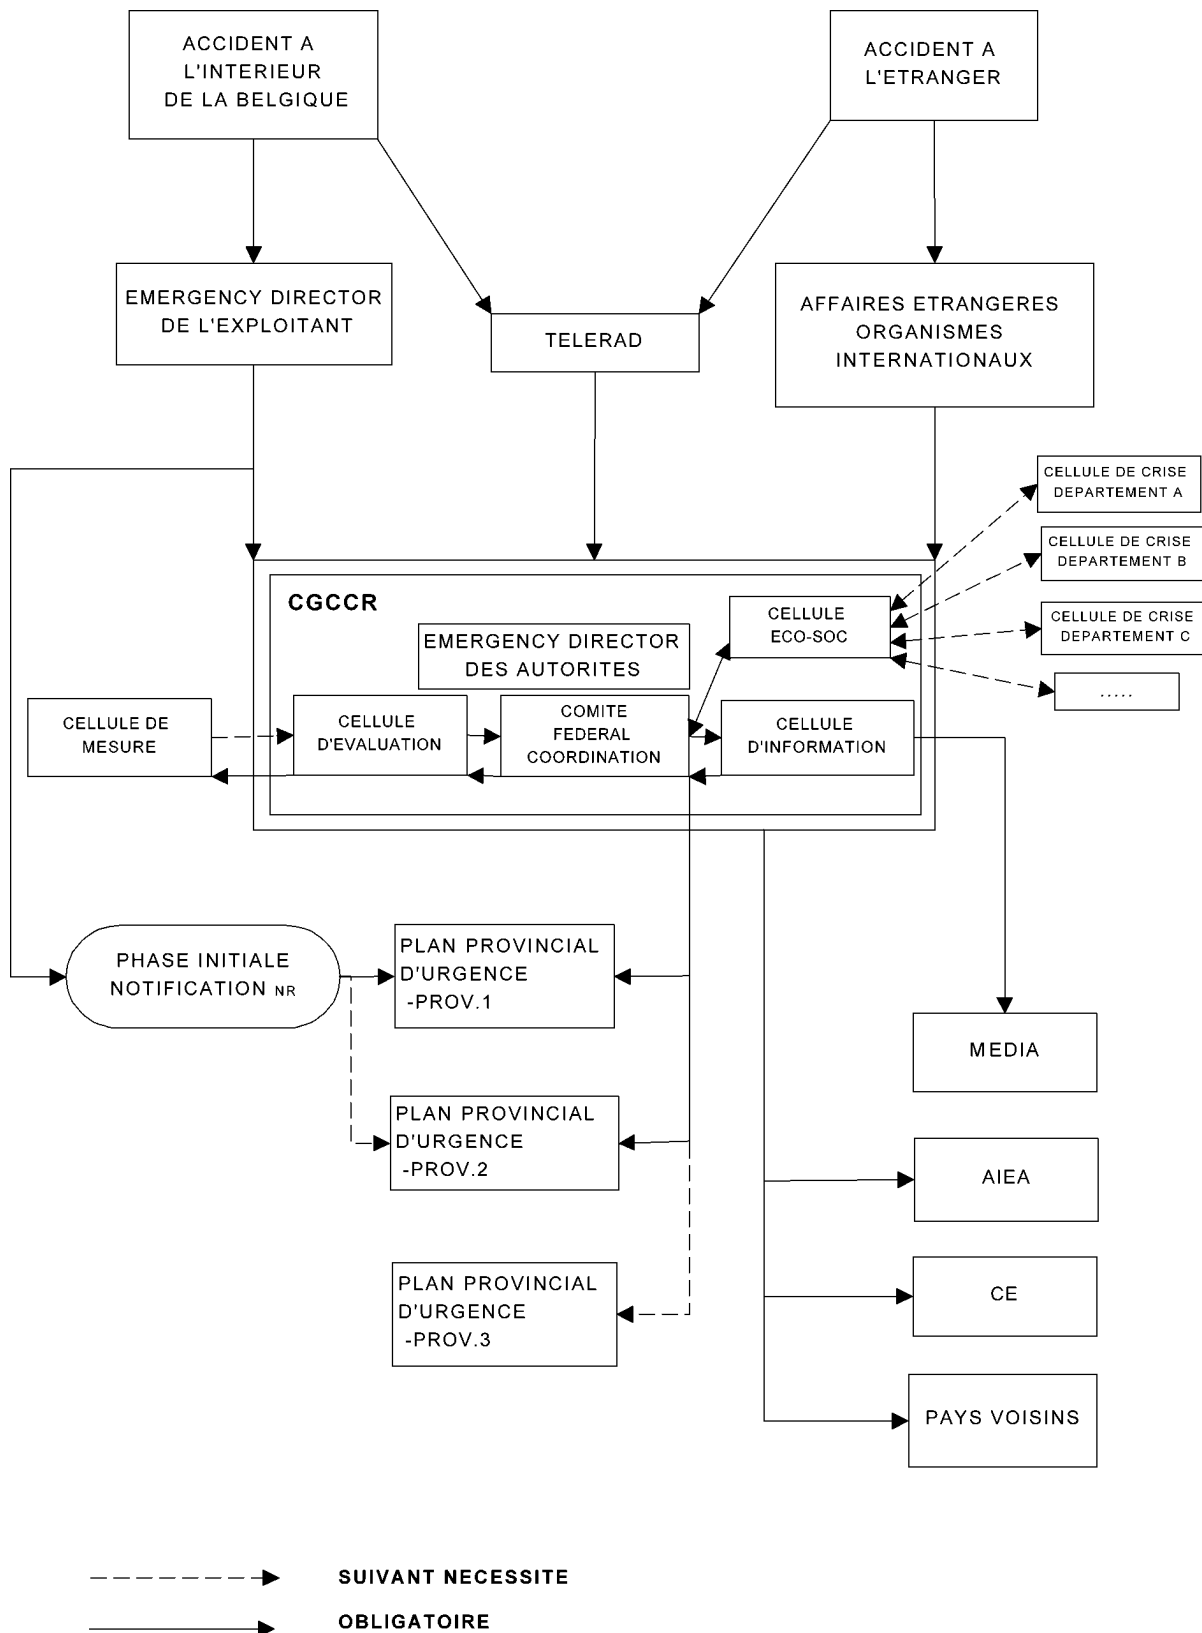 ACCIDENT A
L'INTERIEUR
DE LA BELGIQUE
ACCIDENT A
L'ETRANGER
EMERGENCY DIRECTOR
DE L'EXPLOITANT
TELERAD
AFFAIRES ETRANGERES
ORGANISMES
INTERNATIONAUX
CELLULE DE CRISE
DEPARTEMENT A
CELLULE DE CRISE
DEPARTEMENT B
CELLULE DE CRISE
DEPARTEMENT C
.....
CGCCR
CELLULE
ECO-SOC
EMERGENCY DIRECTOR
DES AUTORITES
CELLULE DE
MESURE
CELLULE
D'EVALUATION
COMITE
FEDERAL
COORDINATION
CELLULE
D'INFORMATION
PHASE INITIALE
NOTIFICATION NR
PLAN PROVINCIAL
D'URGENCE
-PROV.1
MEDIA
PLAN PROVINCIAL
D'URGENCE
-PROV.2
AIEA
PLAN PROVINCIAL
D'URGENCE
-PROV.3
CE
PAYS VOISINS
SUIVANT NECESSITE
OBLIGATOIRE